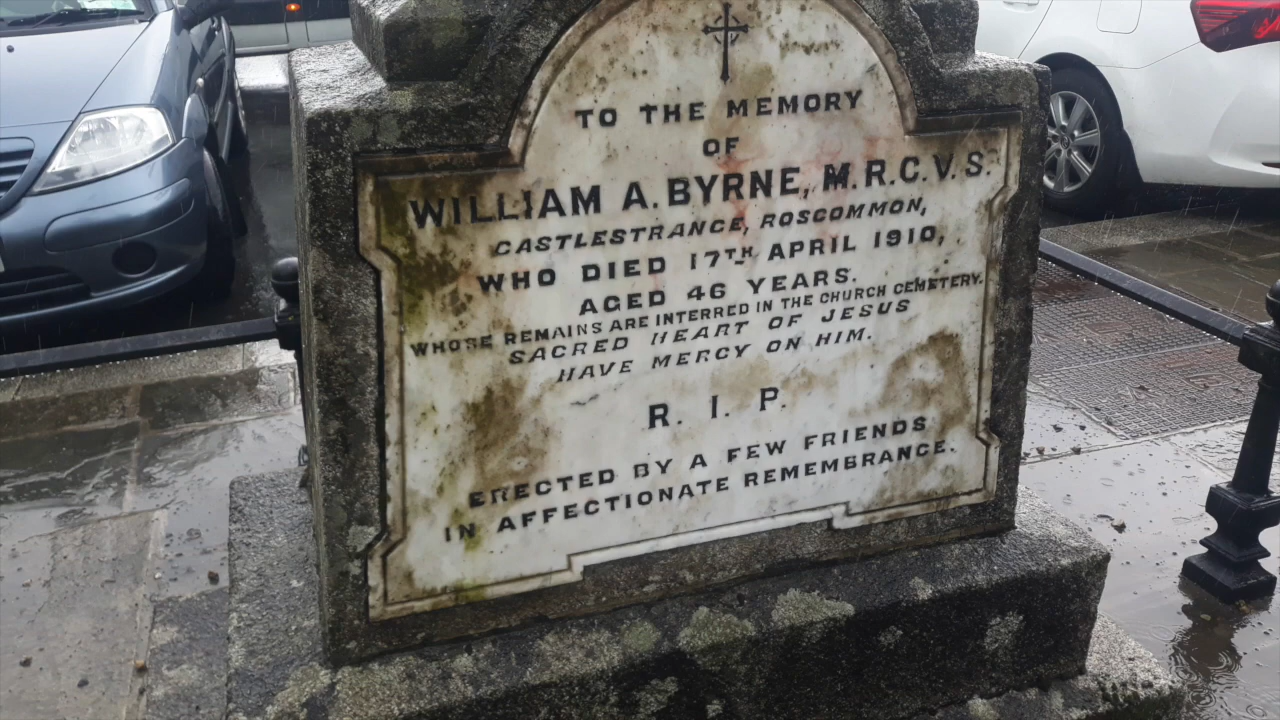 TO THE MEMORY
OF
WILLIAM A. BYRNE, M.R.C.V.S.
CASTLESTRANCE, ROSCOMMON,
WHO DIED 17TH APRIL 1910,
AGED 46 YEARS.
WHOSE REMAINS ARE INTERRED IN THE CHURCH CEMETERY.
SACRED HEART OF JESUS
HAVE MERCY ON HIM.
R. I. P.
ERECTED BY A FEW FRIENDS
IN AFFECTIONATE REMEMBRANCE.